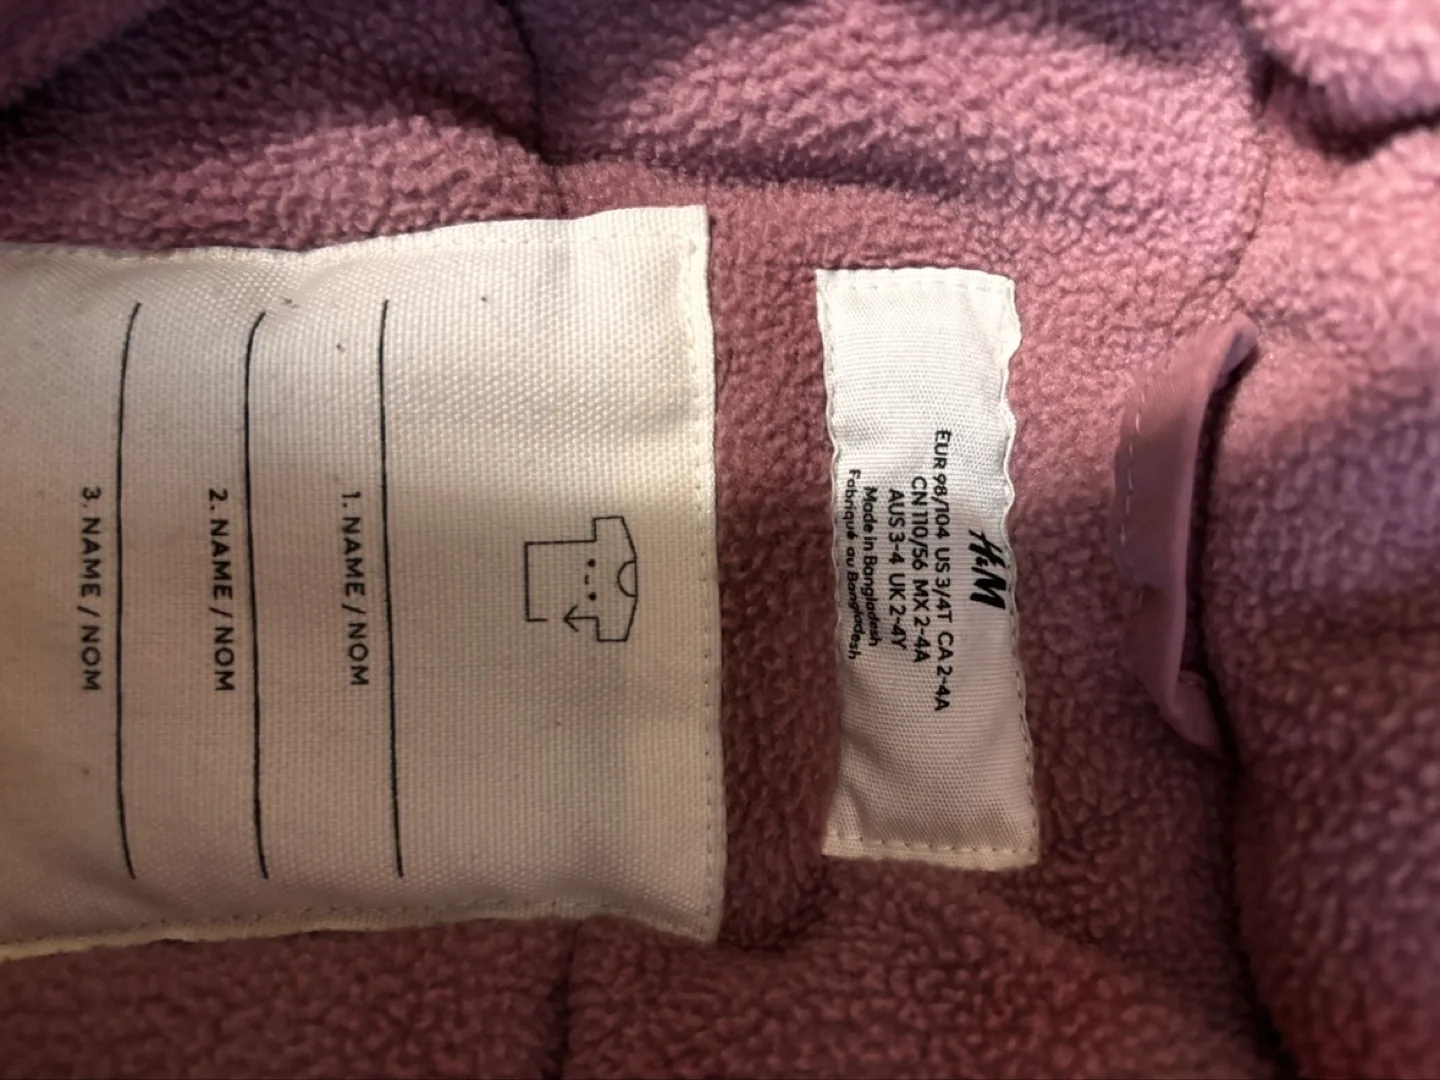 H&M
EUR 98/104 US 3/4T CA 2-4A
CN 110/56 MX 2-4A
AUS 3-4 UK 2-4Y
Made in Bangladesh
Fabriqué au Bangladesh
1. NAME / NOM
2. NAME / NOM
3. NAME / NOM